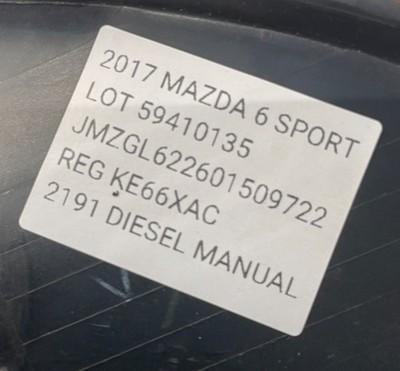 2017 MAZDA 6 SPORT
LOT 59410135
JMZGL622601509722
REG KE66XAC
2191 DIESEL MANUAL